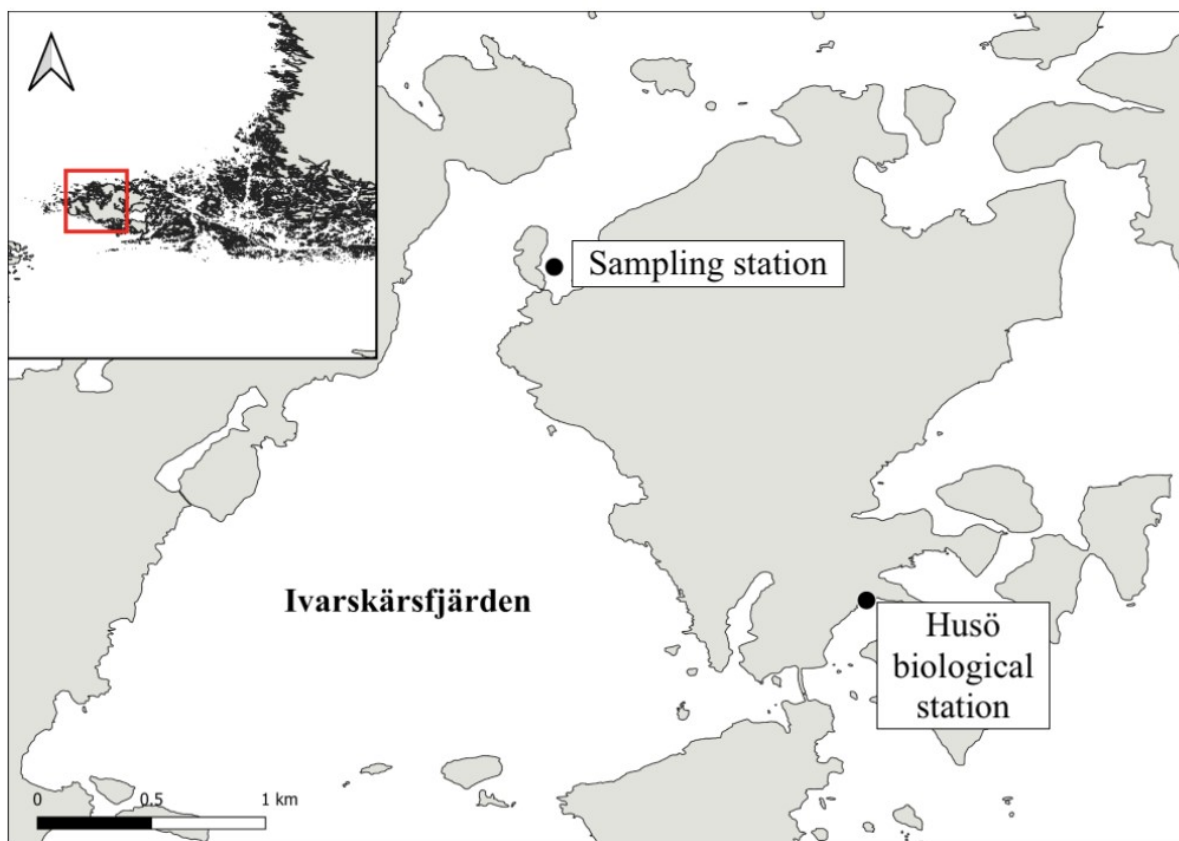 Sampling station
Ivarskärsfjärden
Husö
biological
station
0 0.5 1 km